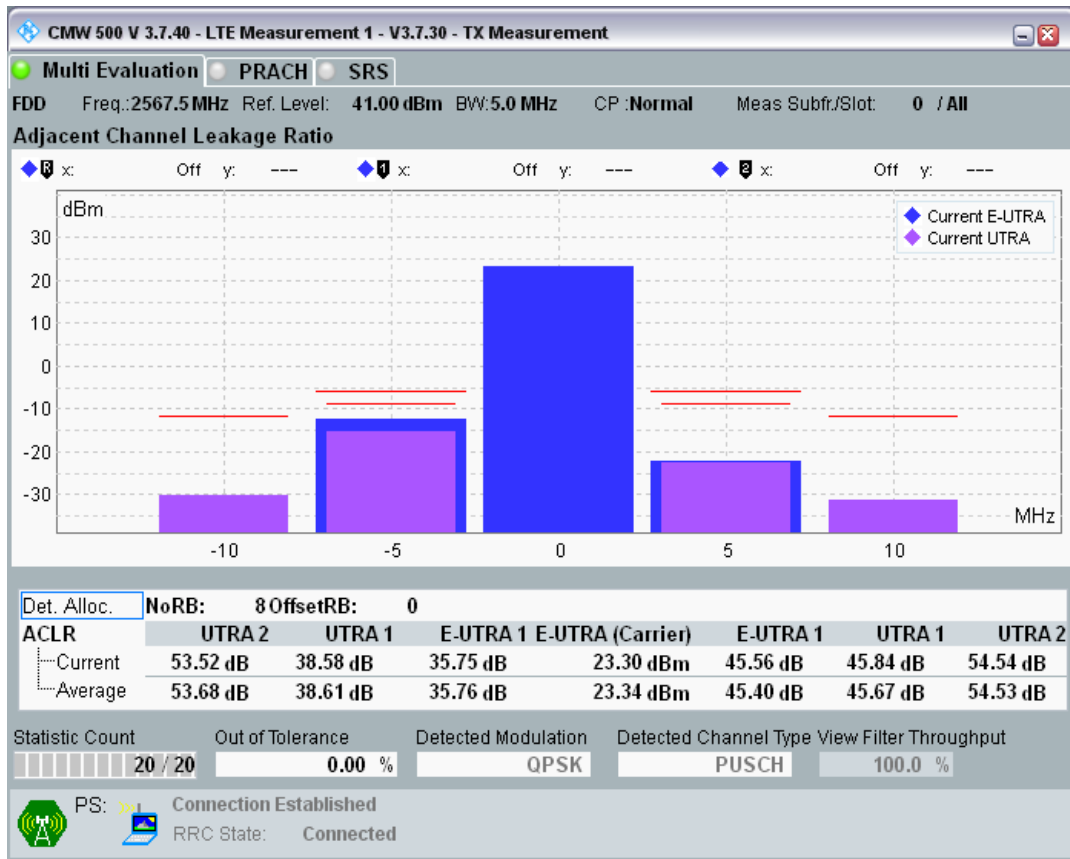 CMW 500 V 3.7.40 - LTE Measurement 1 - V3.7.30 - TX Measurement
Multi Evaluation PRACH SRS
FDD Freq.:2567.5 MHz Ref. Level: 41.00 dBm BW:5.0 MHz CP :Normal Meas Subfr./Slot: 0 / All
Adjacent Channel Leakage Ratio
R x: Off y: --- 1 x: Off y: --- 2 x: Off y: ---
dBm
Current E-UTRA
Current UTRA
30
20
10
0
-10
-20
-30
MHz
-10 -5 0 5 10
Det. Alloc. NoRB: 8 OffsetRB: 0
ACLR UTRA 2 UTRA 1 E-UTRA 1 E-UTRA (Carrier) E-UTRA 1 UTRA 1 UTRA 2
Current 53.52 dB 38.58 dB 35.75 dB 23.30 dBm 45.56 dB 45.84 dB 54.54 dB
Average 53.68 dB 38.61 dB 35.76 dB 23.34 dBm 45.40 dB 45.67 dB 54.53 dB
Statistic Count Out of Tolerance Detected Modulation Detected Channel Type View Filter Throughput
20 / 20 0.00 % QPSK PUSCH 100.0 %
PS: Connection Established
RRC State: Connected